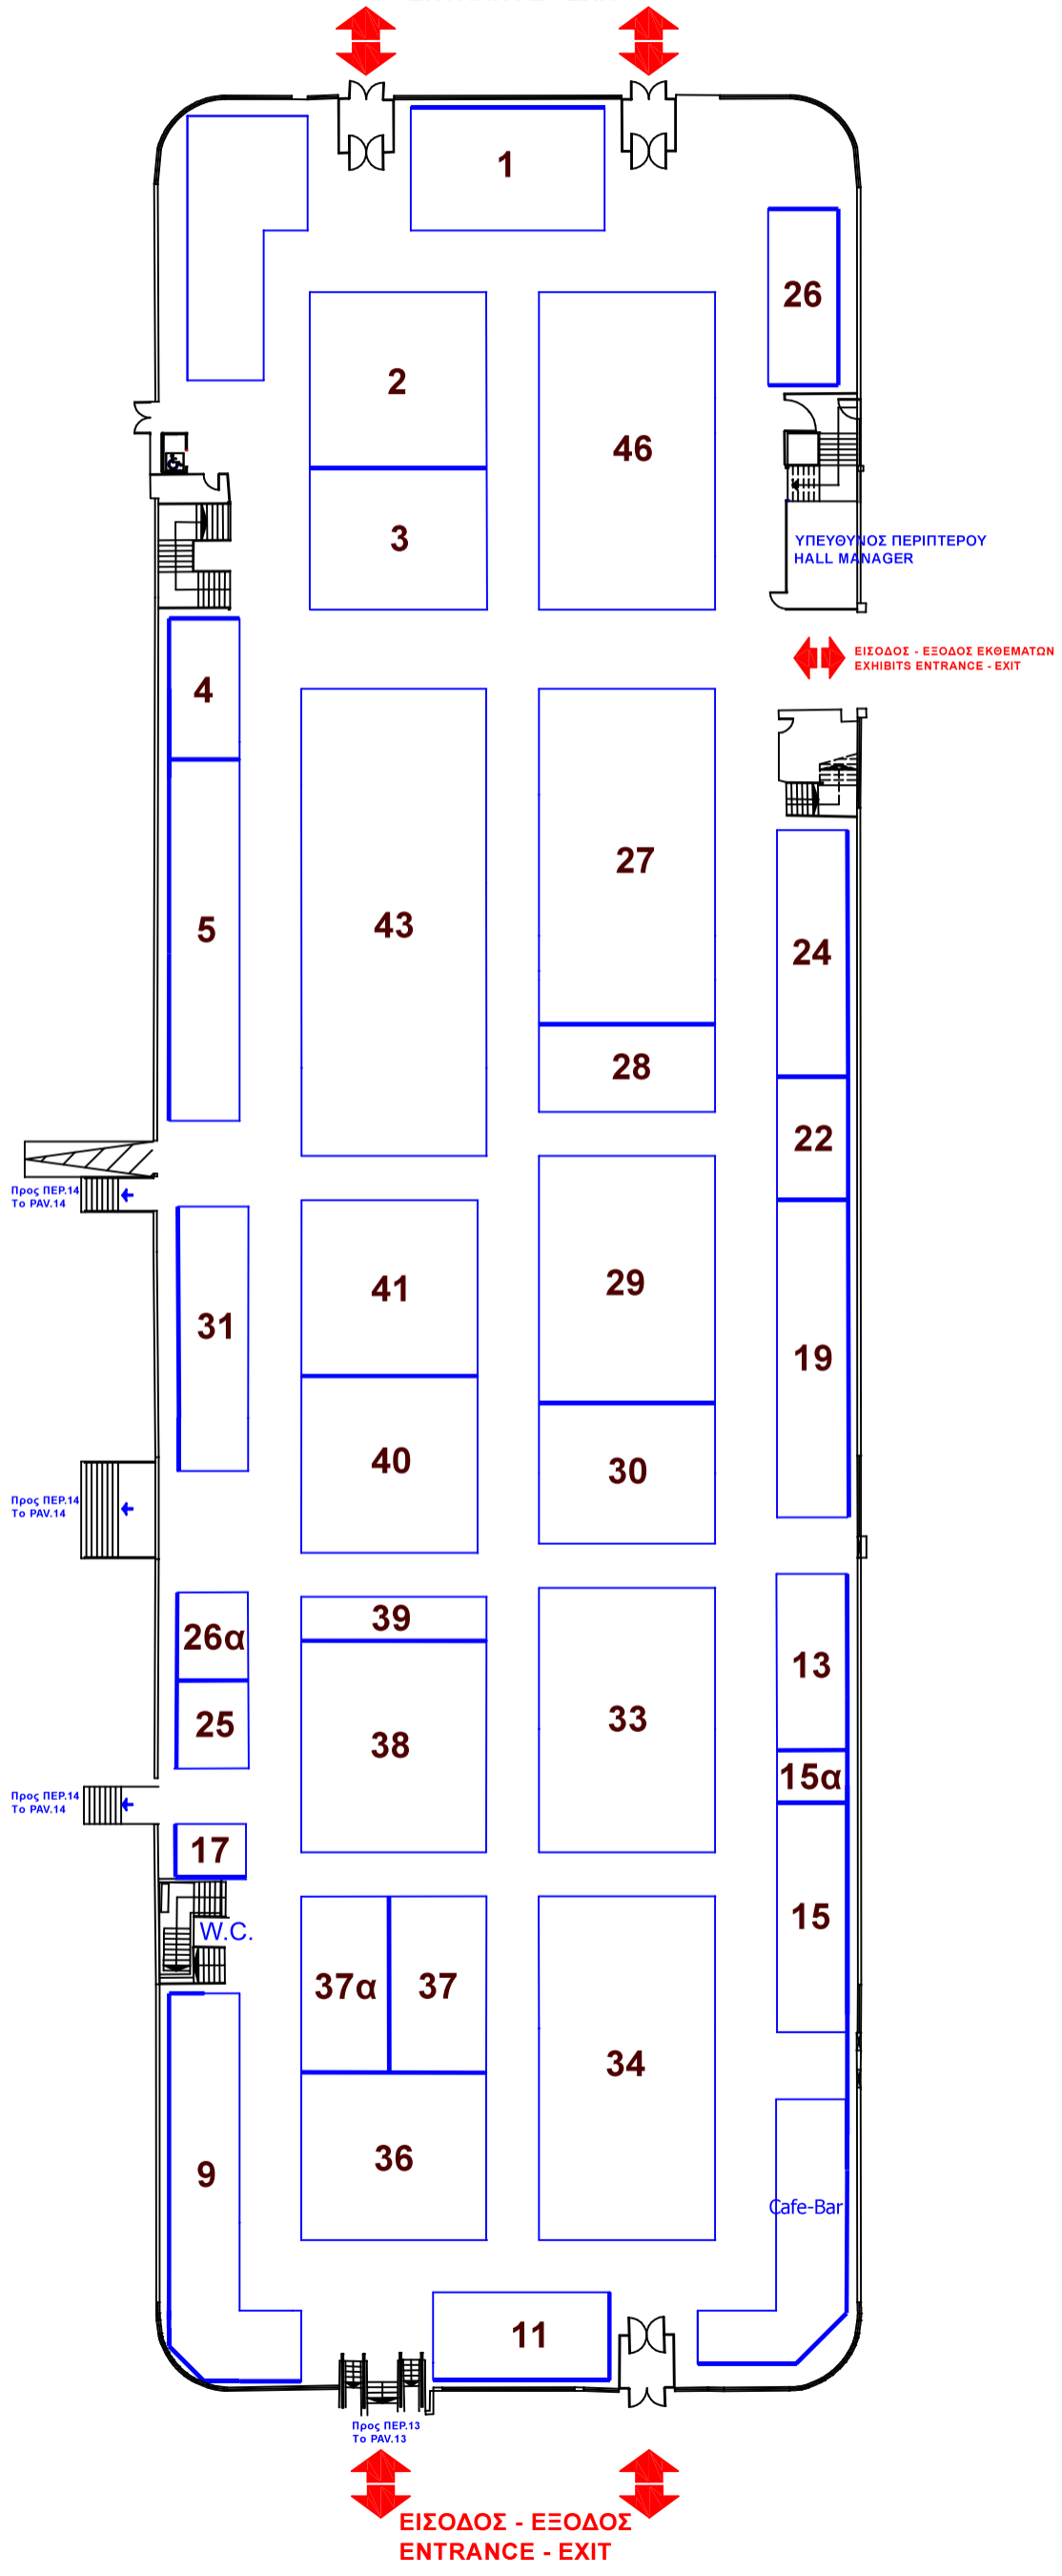 1
26
2
46
3
ΥΠΕΥΘΥΝΟΣ ΠΕΡΙΠΤΕΡΟΥ
HALL MANAGER
ΕΙΣΟΔΟΣ - ΕΞΟΔΟΣ ΕΚΘΕΜΑΤΩΝ
EXHIBITS ENTRANCE - EXIT
4
27
5
43
24
28
22
Προς ΠΕΡ.14
To PAV.14
41
29
31
19
40
30
Προς ΠΕΡ.14
To PAV.14
39
26α
13
25
38
33
15α
Προς ΠΕΡ.14
To PAV.14
17
15
W.C.
37α
37
34
36
9
Cafe-Bar
11
Προς ΠΕΡ.13
To PAV.13
ΕΙΣΟΔΟΣ - ΕΞΟΔΟΣ
ENTRANCE - EXIT